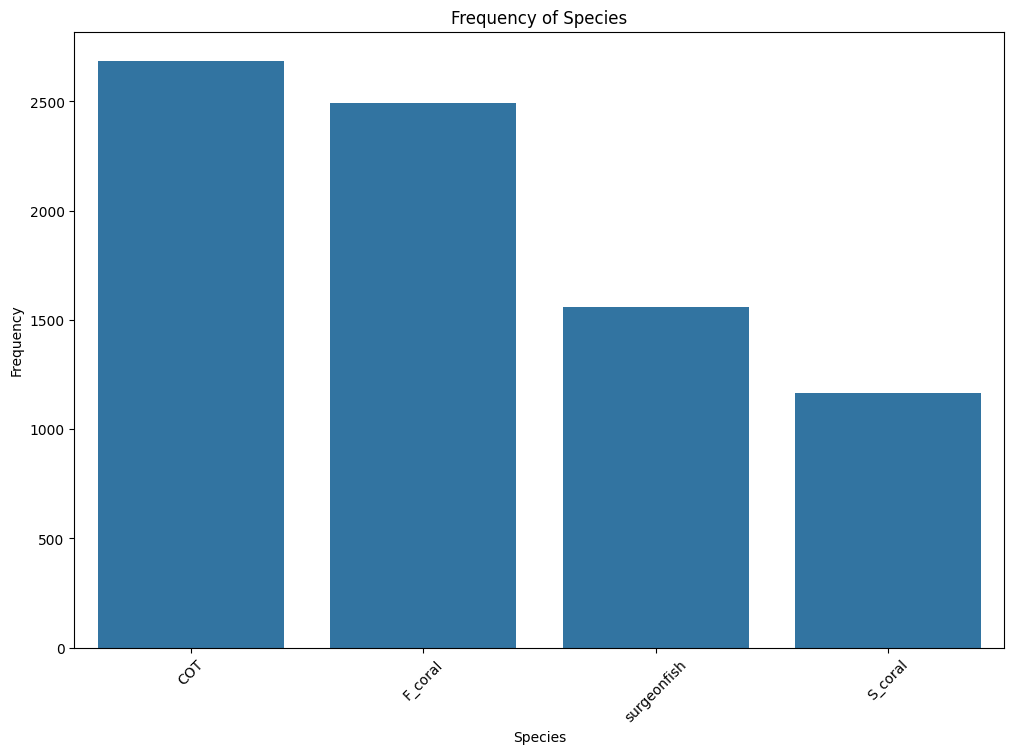 Frequency of Species
Frequency
2500
2000
1500
1000
500
0
COT
F_coral
surgeonfish
S_coral
Species